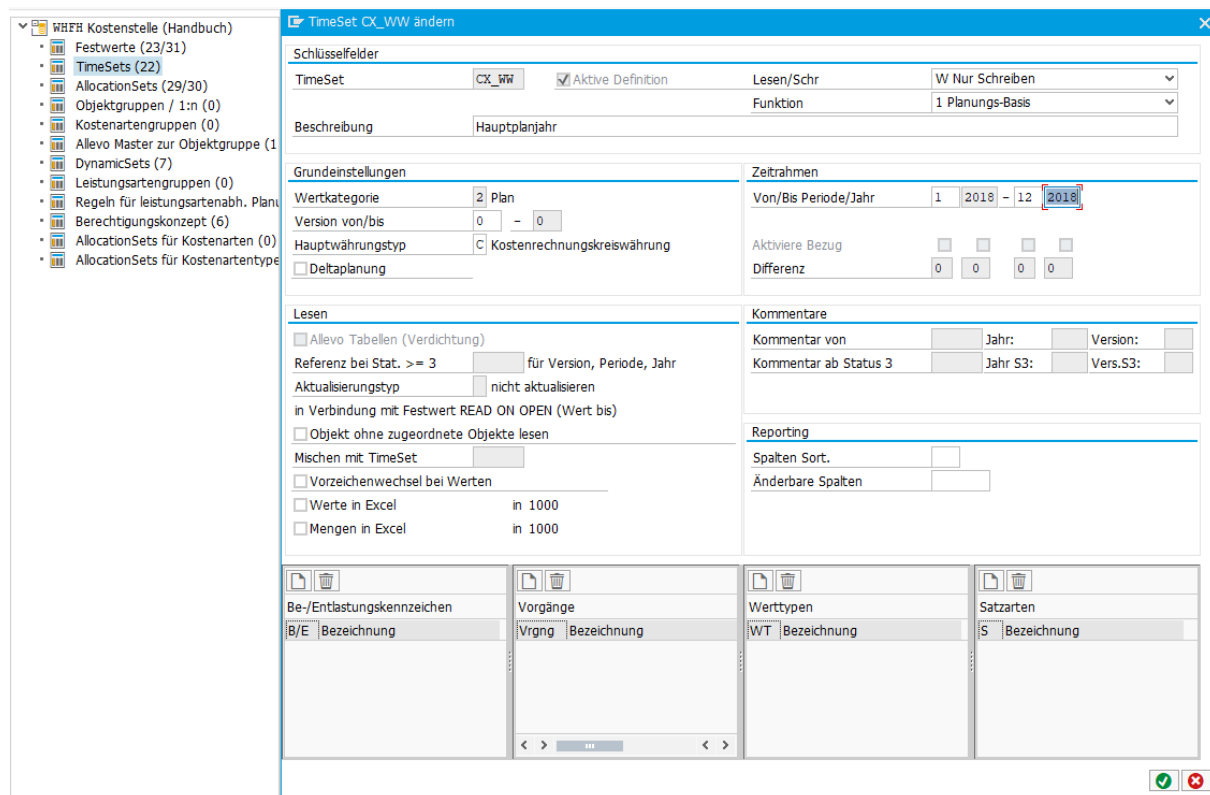 WHFH Kostenstelle (Handbuch)
Festwerte (23/31)
TimeSets (22)
AllocationSets (29/30)
Objektgruppen / 1:n (0)
Kostenartengruppen (0)
Allevo Master zur Objektgruppe (1
DynamicSets (7)
Leistungsartengruppen (0)
Regeln für leistungsartenabh. Planu
Berechtigungskonzept (6)
AllocationSets für Kostenarten (0)
AllocationSets für Kostenartentype
TimeSet CX_WW ändern
Schlüsselfelder
TimeSet CX_WW Aktive Definition Lesen/Schr W Nur Schreiben
Funktion 1 Planungs-Basis
Beschreibung Hauptplanjahr
Grundeinstellungen
Wertkategorie 2 Plan
Version von/bis 0 - 0
Hauptwährungstyp C Kostenrechnungskreiswährung
Deltaplanung
Zeitrahmen
Von/Bis Periode/Jahr 1 2018 - 12 2018
Aktiviere Bezug
Differenz 0 0 0 0
Lesen
Allevo Tabellen (Verdichtung)
Referenz bei Stat. >= 3 für Version, Periode, Jahr
Aktualisierungstyp nicht aktualisieren
in Verbindung mit Festwert READ ON OPEN (Wert bis)
Objekt ohne zugeordnete Objekte lesen
Mischen mit TimeSet
Vorzeichenwechsel bei Werten
Werte in Excel in 1000
Mengen in Excel in 1000
Kommentare
Kommentar von Jahr: Version:
Kommentar ab Status 3 Jahr S3: Vers.S3:
Reporting
Spalten Sort.
Änderbare Spalten
Be-/Entlastungskennzeichen
B/E Bezeichnung
Vorgänge
Vrgng Bezeichnung
Werttypen
WT Bezeichnung
Satzarten
S Bezeichnung